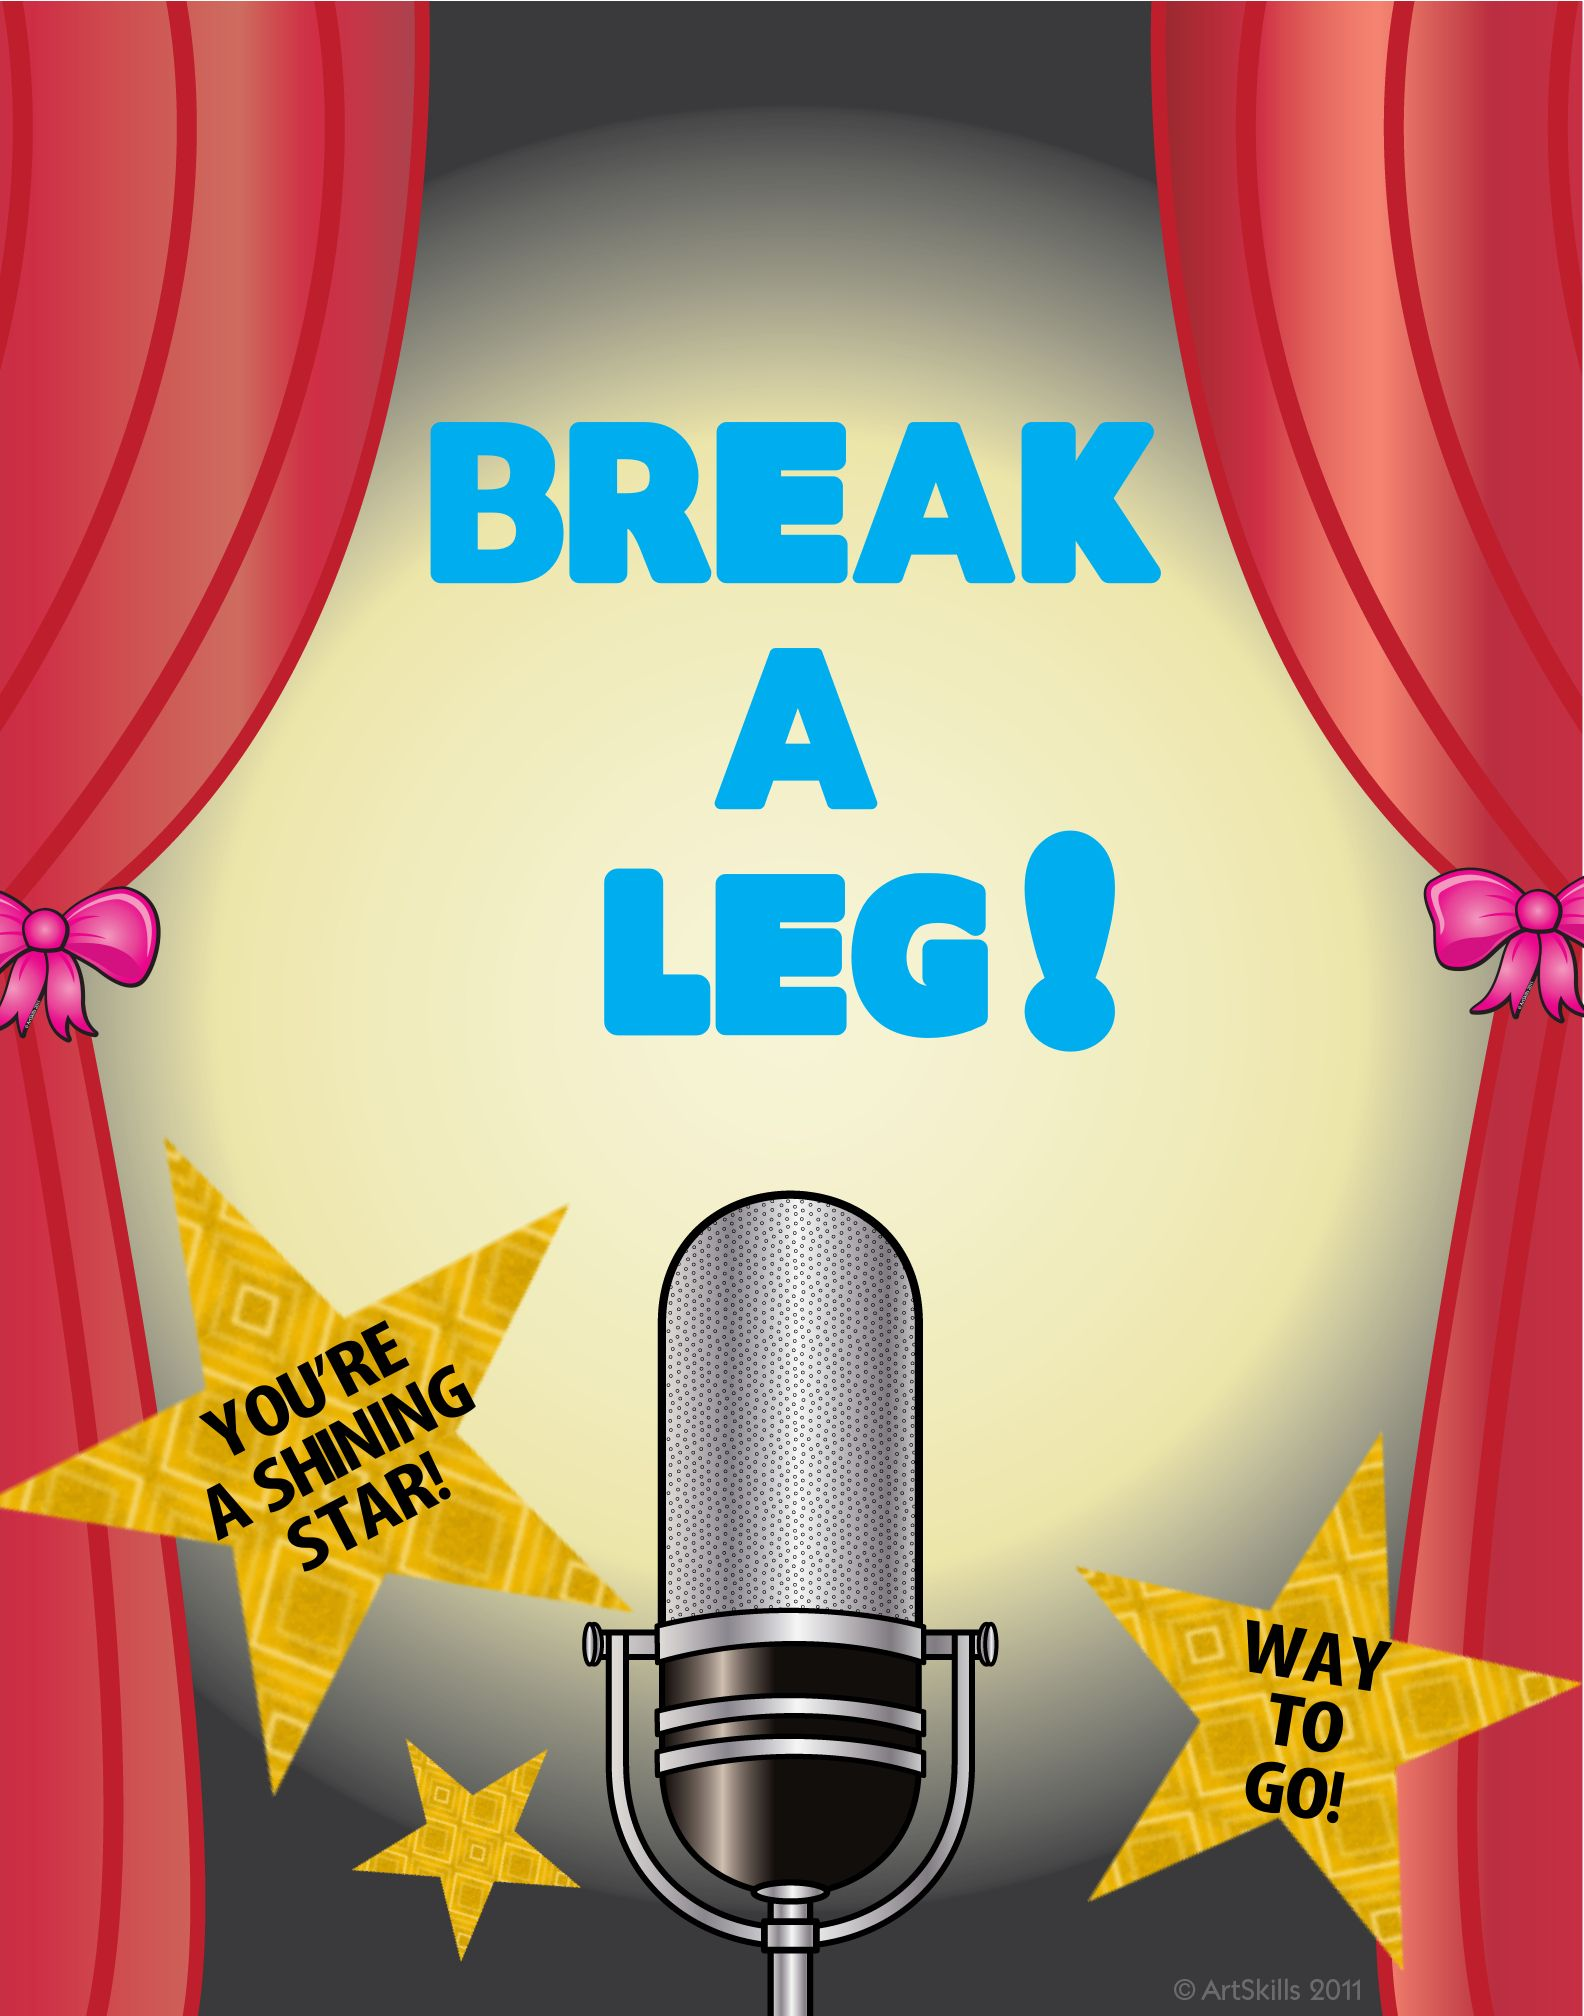 BREAK
A
LEG!
YOU'RE
A SHINING
STAR!
WAY
TO
GO!
© ArtSkills 2011